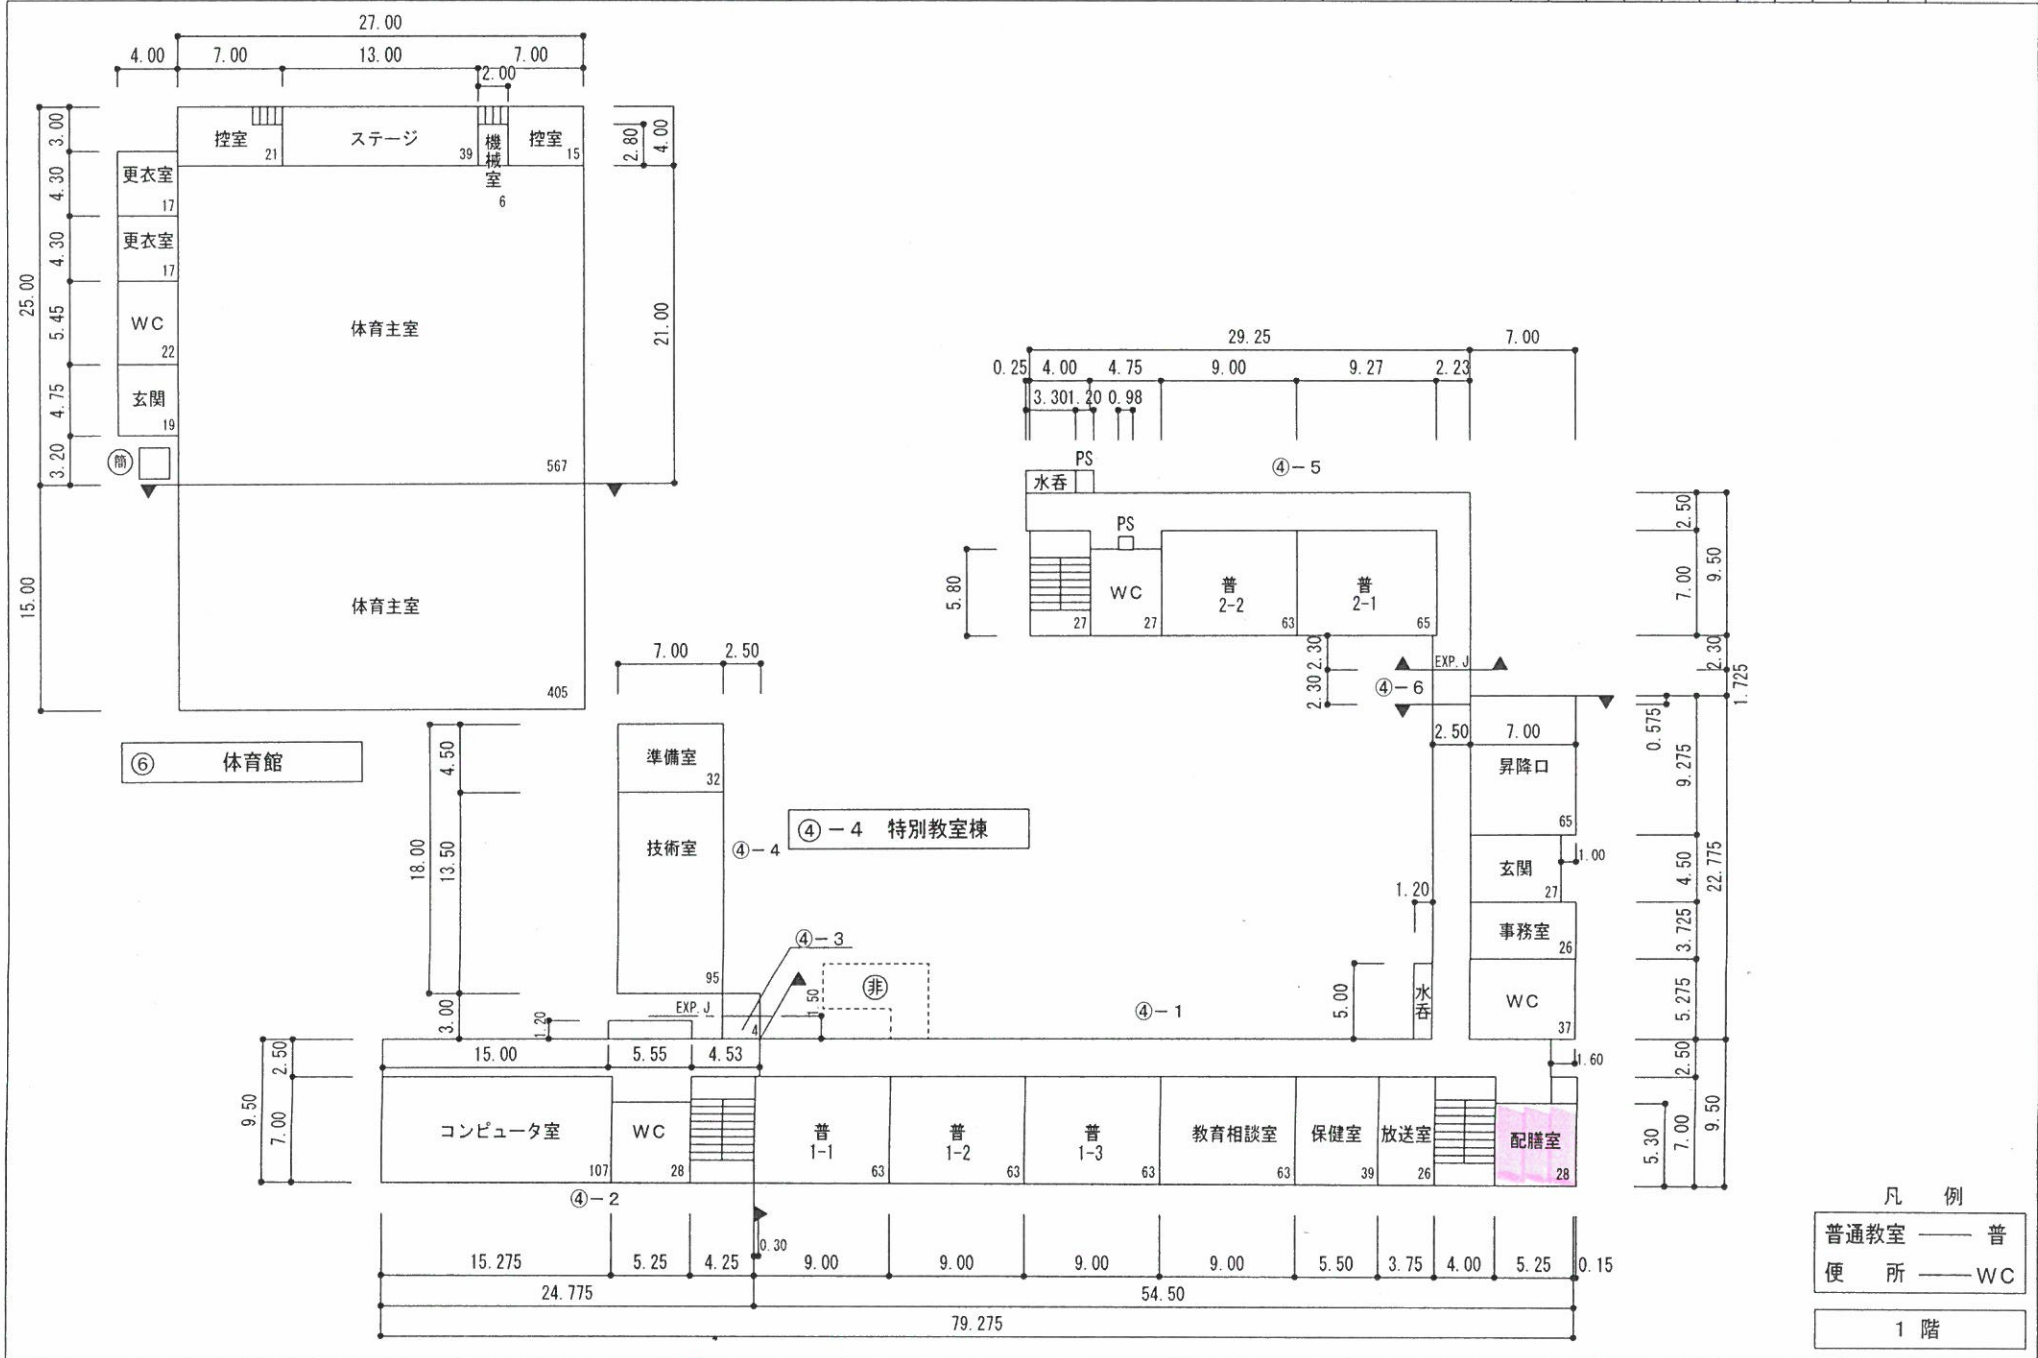 27.00
4.00 7.00 13.00 7.00
2.00
控室 21
ステージ 39
機械室 6
控室 15
3.00
4.30
4.30
5.45
4.75
3.20
25.00
15.00
2.80
4.00
21.00
更衣室 17
更衣室 17
WC 22
玄関 19
簡
体育主室 567
体育主室 405
⑥ 体育館
29.25 7.00
0.25 4.00 4.75 9.00 9.27 2.23
3.30 1.20 0.98
PS
④-5
水呑
PS
5.80
27
WC 27
普 2-2 63
普 2-1 65
2.50
7.00
9.50
2.30
1.725
2.30
2.30
EXP.J
④-6
2.50 7.00
0.575
9.275
22.775
昇降口 65
玄関 27
1.00
4.50
事務室 26
3.725
WC 37
5.275
1.20
5.00
水呑
7.00 2.50
準備室 32
技術室 95
4.50
13.50
18.00
3.00
④-4
④-4 特別教室棟
④-3
EXP.J
4
1.50
非
④-1
1.20
15.00 5.55 4.53
1.60
2.50
7.00
9.50
コンピュータ室 107
WC 28
普 1-1 63
普 1-2 63
普 1-3 63
教育相談室 63
保健室 39
放送室 26
配膳室 28
2.50
7.00
9.50
5.30
④-2
0.30
15.275 5.25 4.25 9.00 9.00 9.00 9.00 5.50 3.75 4.00 5.25 0.15
24.775 54.50
79.275
凡 例
普通教室 ── 普
便 所 ── WC
1 階